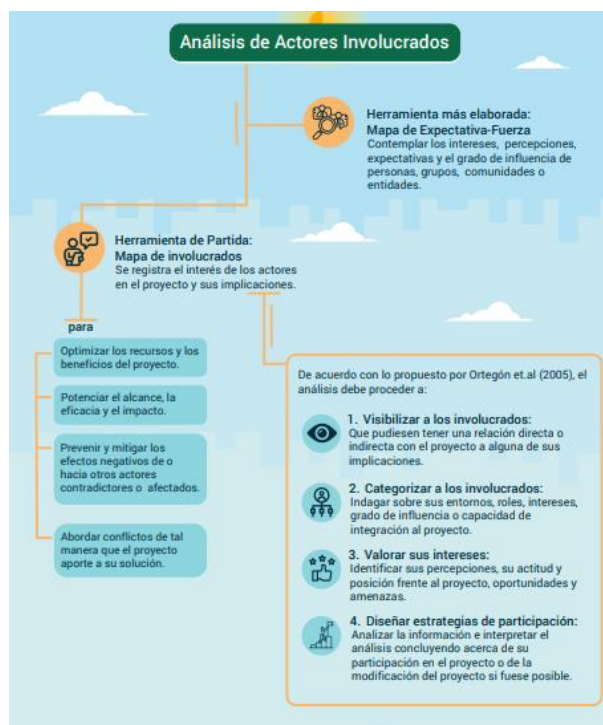 Análisis de Actores Involucrados
Herramienta más elaborada:
Mapa de Expectativa-Fuerza
Contemplar los intereses, percepciones,
expectativas y el grado de influencia de
personas, grupos, comunidades o
entidades.
Herramienta de Partida:
Mapa de involucrados
Se registra el interés de los actores
en el proyecto y sus implicaciones.
para
Optimizar los recursos y los
beneficios del proyecto.
Potenciar el alcance, la
eficacia y el impacto.
Prevenir y mitigar los
efectos negativos de o
hacia otros actores
contradictores o afectados.
Abordar conflictos de tal
manera que el proyecto
aporte a su solución.
De acuerdo con lo propuesto por Ortegón et.al (2005), el
análisis debe proceder a:
1. Visibilizar a los involucrados:
Que pudiesen tener una relación directa o
indirecta con el proyecto a alguna de sus
implicaciones.
2. Categorizar a los involucrados:
Indagar sobre sus entornos, roles, intereses,
grado de influencia o capacidad de
integración al proyecto.
3. Valorar sus intereses:
Identificar sus percepciones, su actitud y
posición frente al proyecto, oportunidades y
amenazas.
4. Diseñar estrategias de participación:
Analizar la información e interpretar el
análisis concluyendo acerca de su
participación en el proyecto o de la
modificación del proyecto si fuese posible.